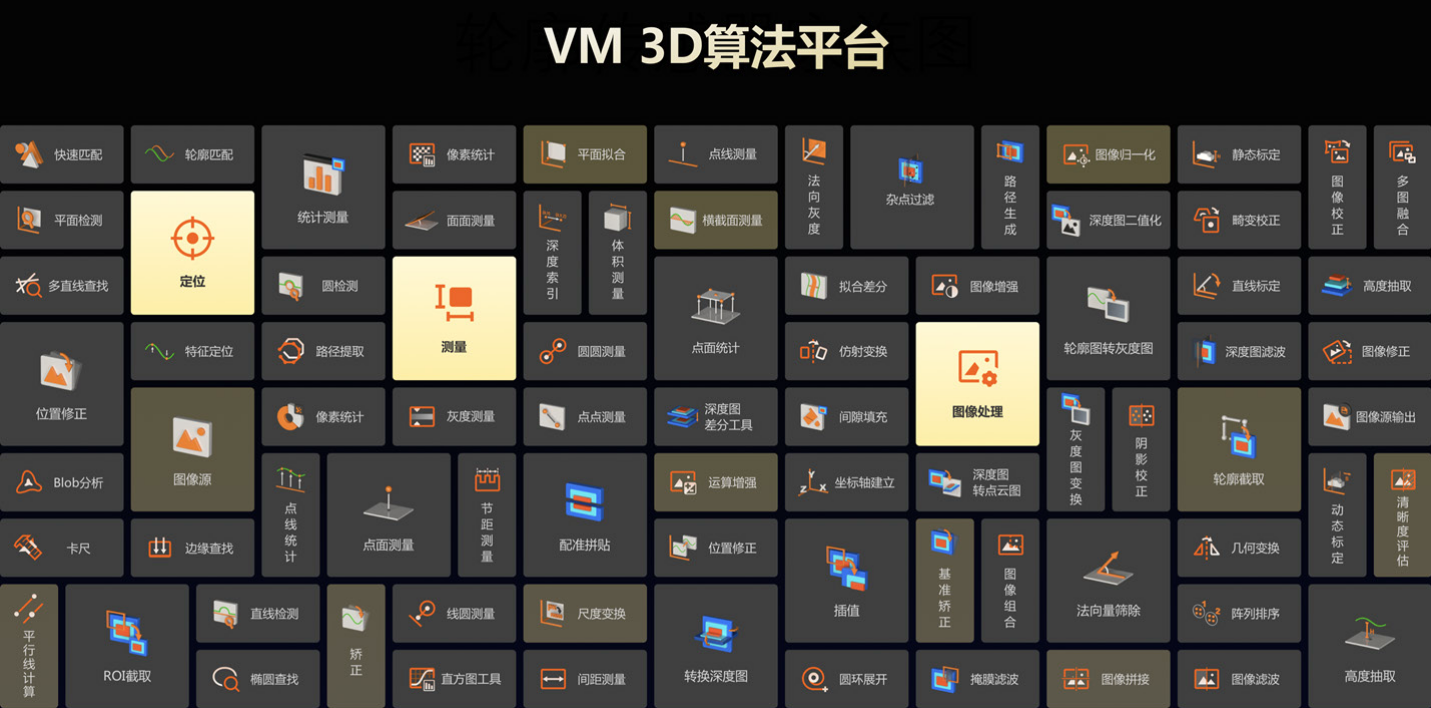 VM 3D算法平台
快速匹配
轮廓匹配
统计测量
像素统计
平面拟合
点线测量
法向灰度
杂点过滤
路径生成
图像归一化
静态标定
图像校正
多图融合
平面检测
定位
面面测量
深度索引
体积测量
横截面测量
深度图二值化
畸变校正
多直线查找
圆检测
测量
点面统计
拟合差分
图像增强
轮廓图转灰度图
直线标定
高度抽取
位置修正
特征定位
路径提取
圆圆测量
仿射变换
图像处理
深度图滤波
图像修正
图像源
像素统计
灰度测量
点点测量
深度图
差分工具
间隙填充
灰度图变换
阴影校正
轮廓截取
图像源输出
Blob分析
点线统计
点面测量
节距测量
配准拼贴
运算增强
坐标轴建立
深度图
转点云图
动态标定
清晰度评估
卡尺
边缘查找
位置修正
插值
基准矫正
图像组合
法向量筛除
几何变换
平行线计算
ROI截取
直线检测
矫正
线圆测量
尺度变换
转换深度图
阵列排序
高度抽取
椭圆查找
直方图工具
间距测量
圆环展开
掩膜滤波
图像拼接
图像滤波